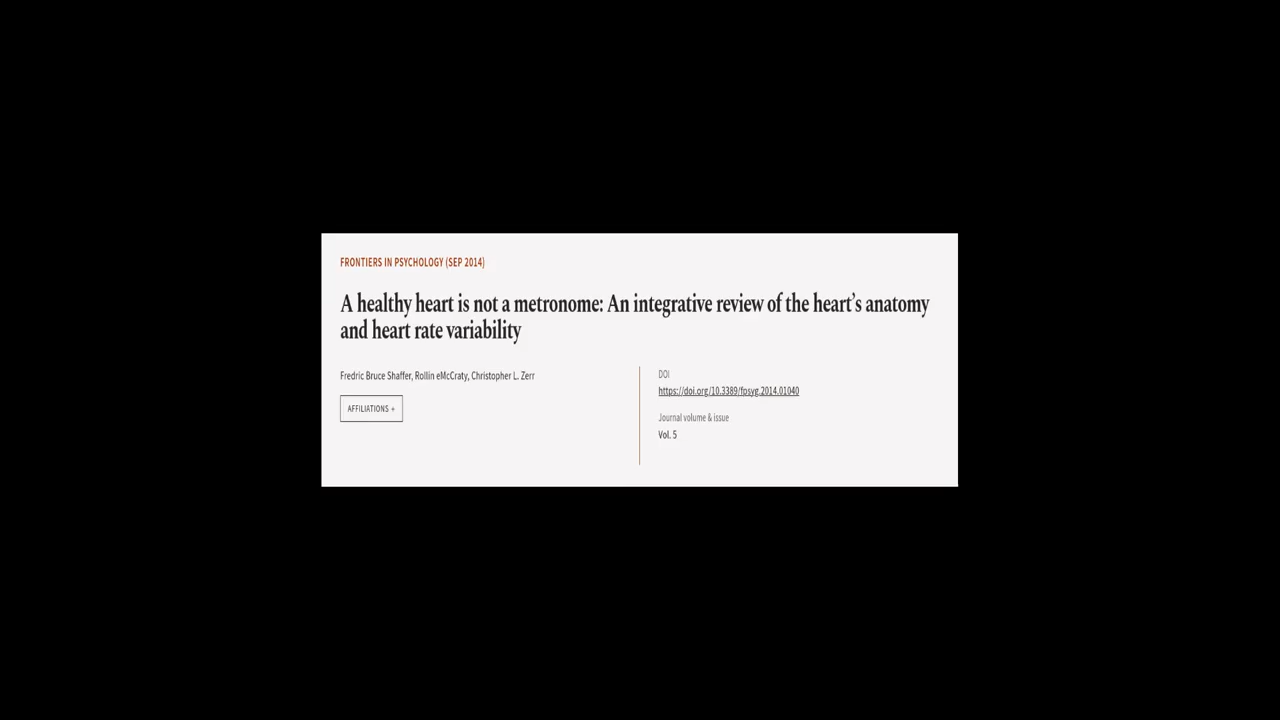 FRONTIERS IN PSYCHOLOGY (SEP 2014)
A healthy heart is not a metronome: An integrative review of the heart's anatomy
and heart rate variability
Fredric Bruce Shaffer, Rollin eMcCraty, Christopher L. Zerr
AFFILIATIONS +
DOI
https://doi.org/10.3389/fpsyg.2014.01040
Journal volume & issue
Vol. 5